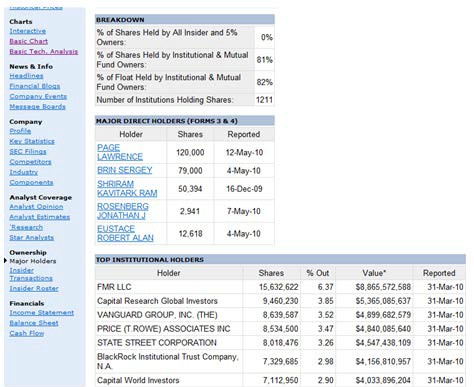 Historical Prices
Charts
Interactive
Basic Chart
Basic Tech. Analysis
News & Info
Headlines
Financial Blogs
Company Events
Message Boards
Company
Profile
Key Statistics
SEC Filings
Competitors
Industry
Components
Analyst Coverage
Analyst Opinion
Analyst Estimates
'Research
Star Analysts
Ownership
Major Holders
Insider
Transactions
Insider Roster
Financials
Income Statement
Balance Sheet
Cash Flow
BREAKDOWN
% of Shares Held by All Insider and 5%
Owners: 0%
% of Shares Held by Institutional & Mutual
Fund Owners: 81%
% of Float Held by Institutional & Mutual
Fund Owners: 82%
Number of Institutions Holding Shares: 1211
MAJOR DIRECT HOLDERS (FORMS 3 & 4)
Holder Shares Reported
PAGE
LAWRENCE 120,000 12-May-10
BRIN SERGEY 79,000 4-May-10
SHRIRAM
KAVITARK RAM 50,394 16-Dec-09
ROSENBERG
JONATHAN J 2,941 7-May-10
EUSTACE
ROBERT ALAN 12,618 4-May-10
TOP INSTITUTIONAL HOLDERS
Holder Shares % Out Value* Reported
FMR LLC 15,632,622 6.37 $8,865,572,588 31-Mar-10
Capital Research Global Investors 9,460,230 3.85 $5,365,085,637 31-Mar-10
VANGUARD GROUP, INC. (THE) 8,639,587 3.52 $4,899,682,579 31-Mar-10
PRICE (T.ROWE) ASSOCIATES INC 8,534,500 3.47 $4,840,085,640 31-Mar-10
STATE STREET CORPORATION 8,018,476 3.26 $4,547,438,109 31-Mar-10
BlackRock Institutional Trust Company,
N.A. 7,329,685 2.98 $4,156,810,957 31-Mar-10
Capital World Investors 7,112,950 2.90 $4,033,896,204 31-Mar-10